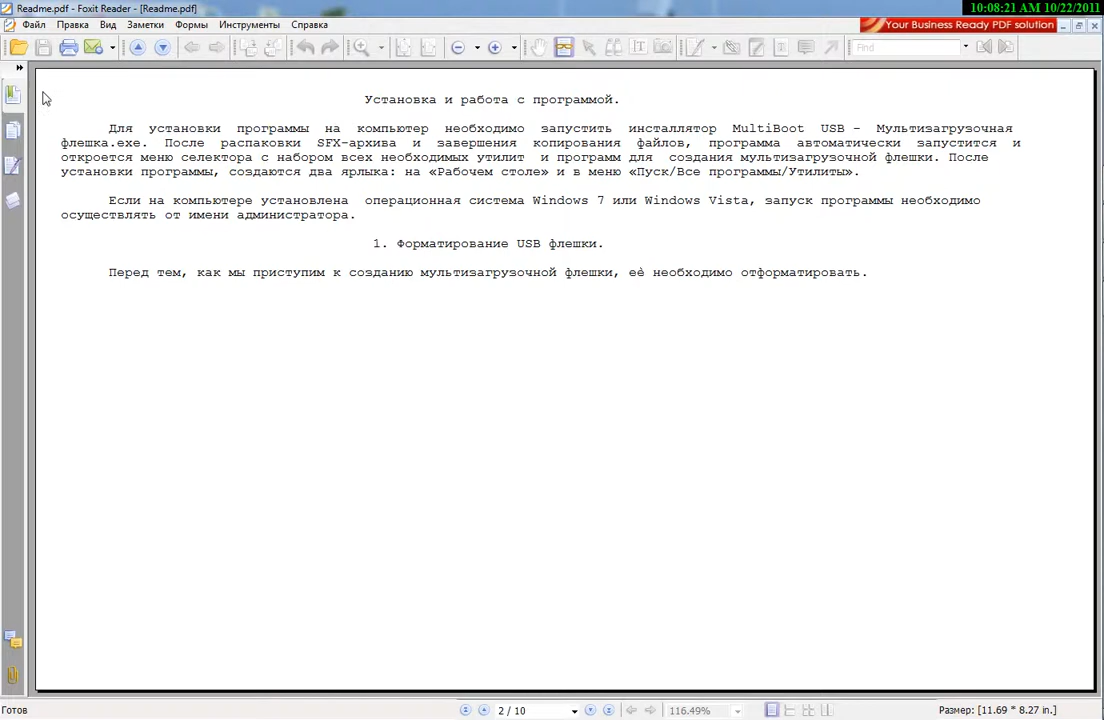 Readme.pdf - Foxit Reader - [Readme.pdf]
10:08:21 AM 10/22/2011
Файл Правка Вид Заметки Формы Инструменты Справка
Your Business Ready PDF solution
Find
Установка и работа с программой.
Для установки программы на компьютер необходимо запустить инсталлятор MultiBoot USB - Мультизагрузочная
флешка.exe. После распаковки SFX-архива и завершения копирования файлов, программа автоматически запустится и
откроется меню селектора с набором всех необходимых утилит и программ для создания мультизагрузочной флешки. После
установки программы, создаются два ярлыка: на «Рабочем столе» и в меню «Пуск/Все программы/Утилиты».
Если на компьютере установлена операционная система Windows 7 или Windows Vista, запуск программы необходимо
осуществлять от имени администратора.
1. Форматирование USB флешки.
Перед тем, как мы приступим к созданию мультизагрузочной флешки, еѐ необходимо отформатировать.
Готов
2 / 10
116.49%
Размер: [11.69 * 8.27 in.]